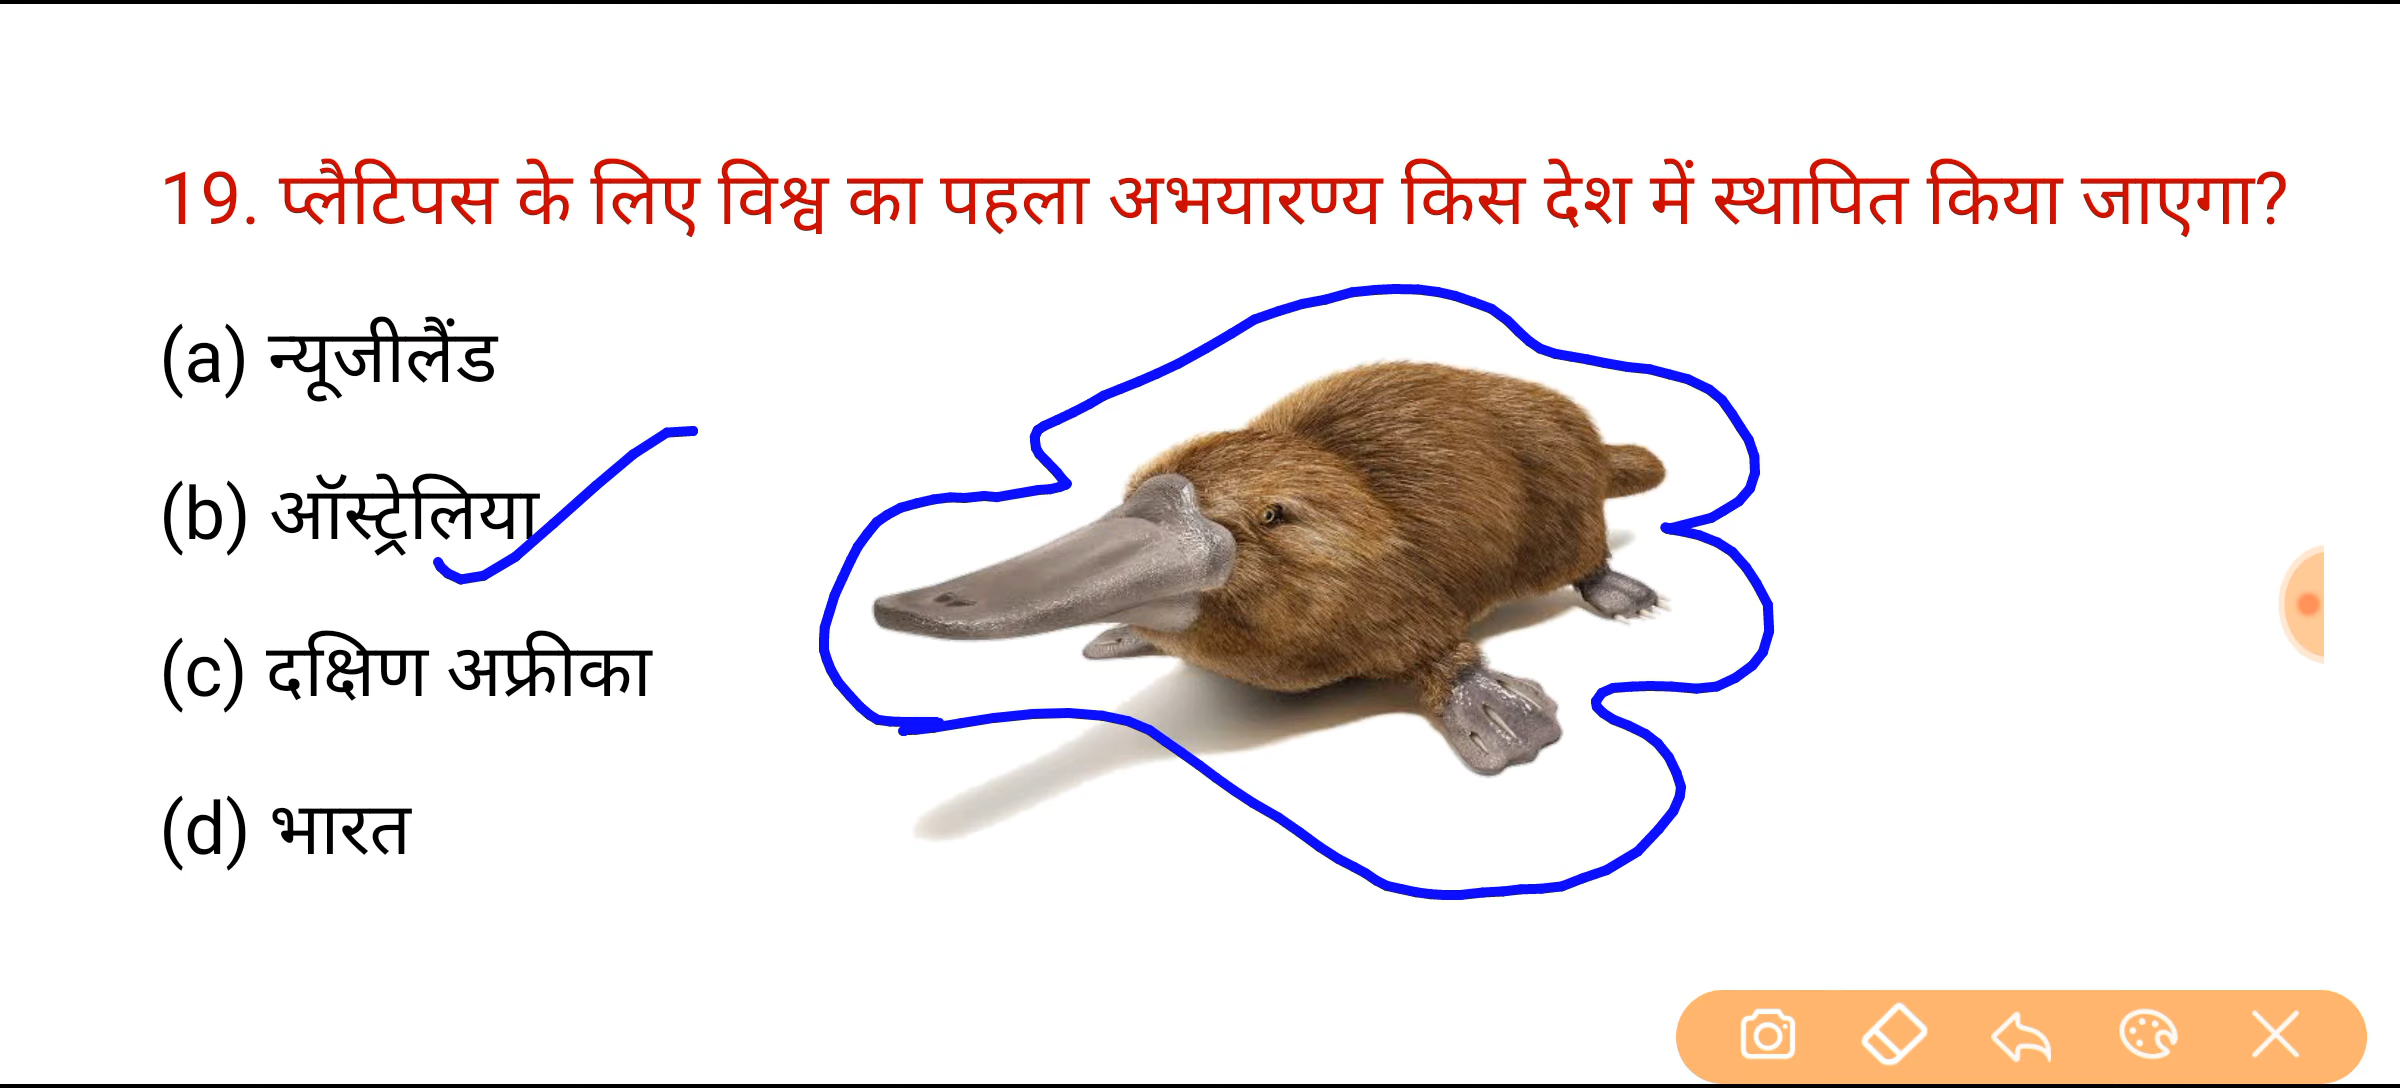 19. प्लैटिपस के लिए विश्व का पहला अभयारण्य किस देश में स्थापित किया जाएगा?
(a) न्यूजीलैंड
(b) ऑस्ट्रेलिया
(c) दक्षिण अफ्रीका
(d) भारत